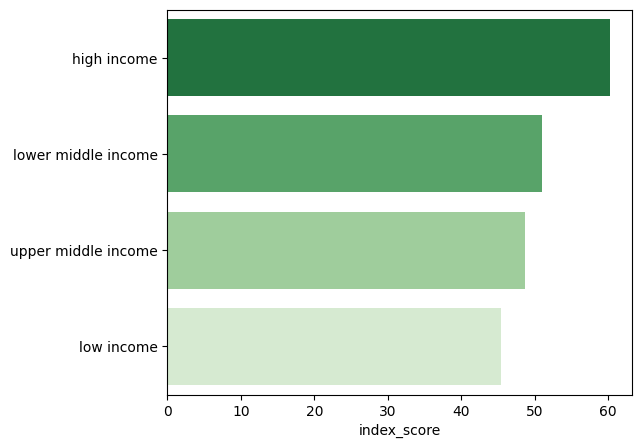 high income
lower middle income
upper middle income
low income
0 10 20 30 40 50 60
index_score